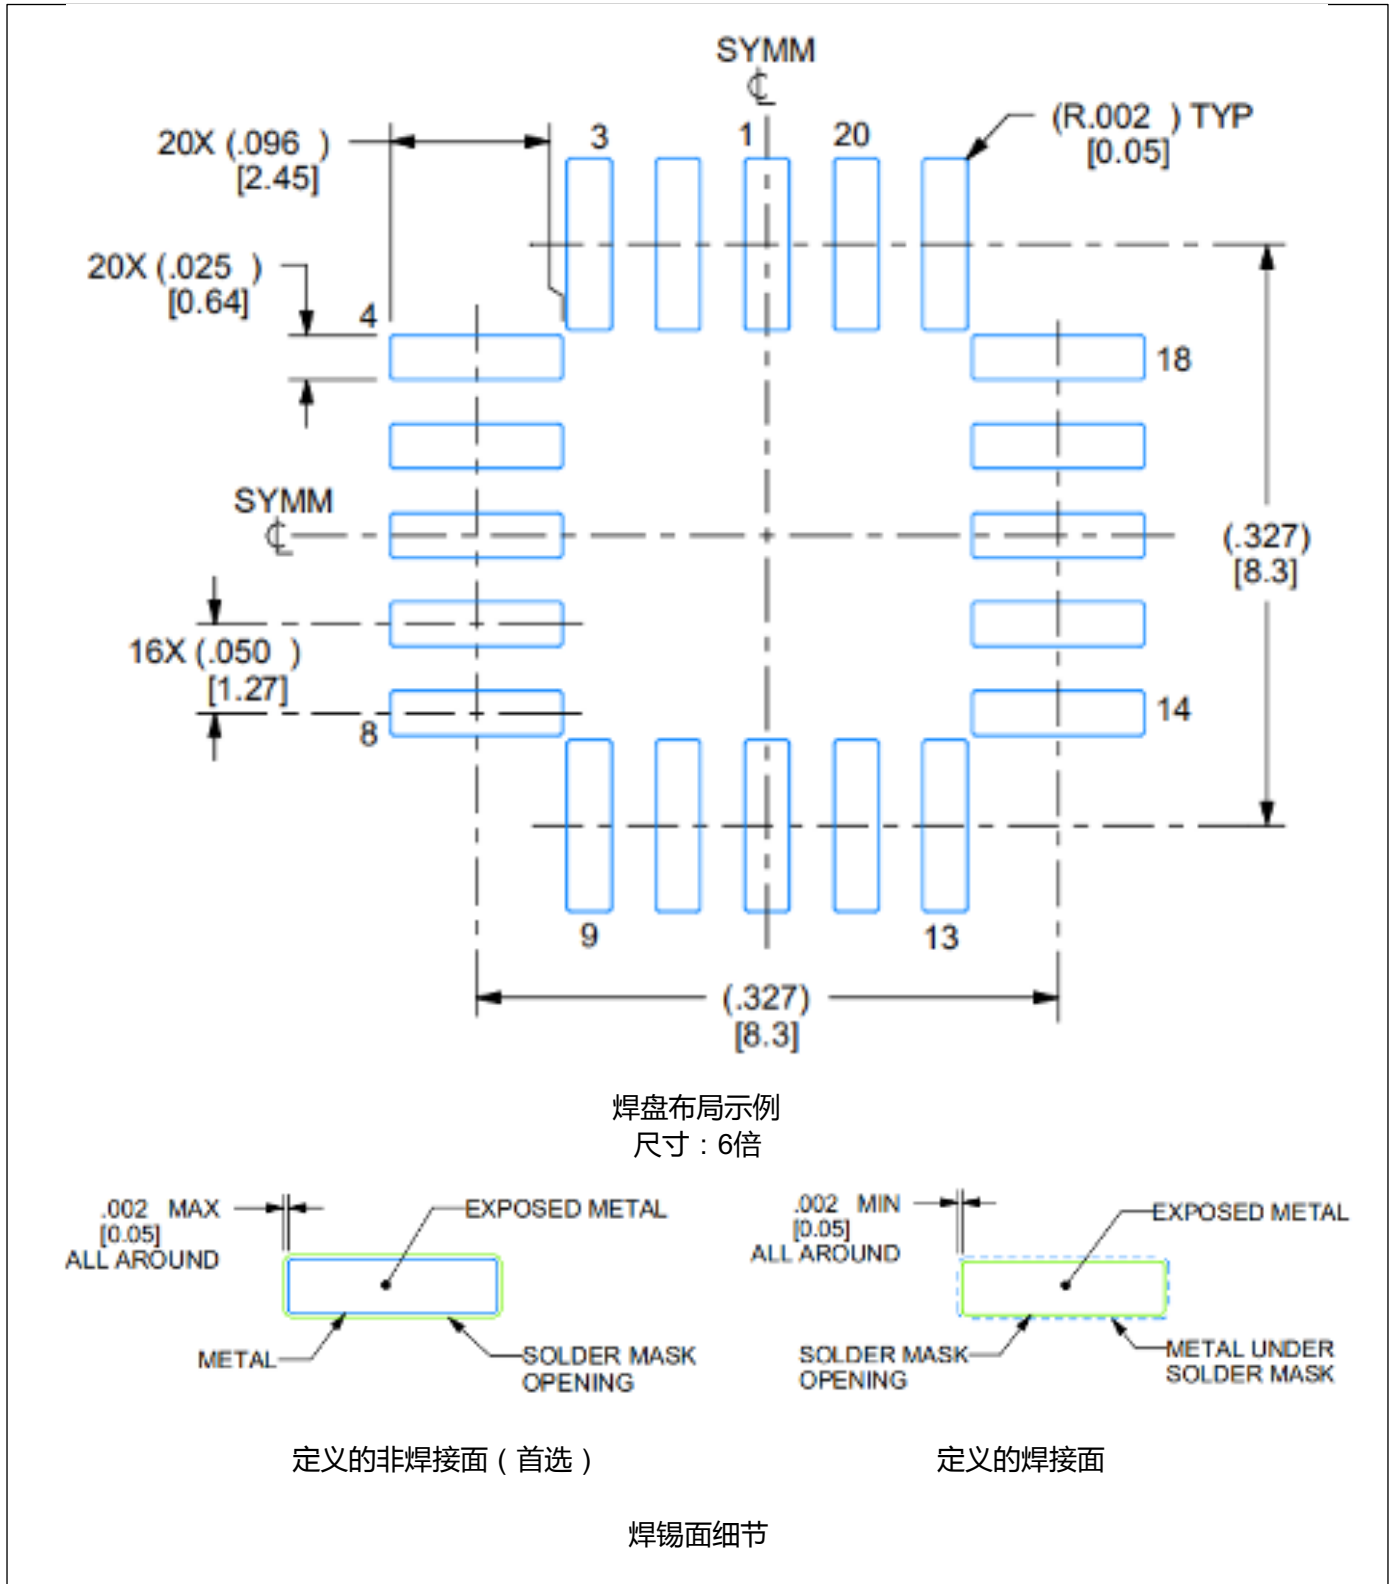 SYMM
℄
20X (.096 )
[2.45]
3
1
20
(R.002 ) TYP
[0.05]
20X (.025 )
[0.64]
4
18
SYMM
℄
(.327)
[8.3]
16X (.050 )
[1.27]
8
14
9
13
(.327)
[8.3]
焊盘布局示例
尺寸：6倍
.002 MAX
[0.05]
ALL AROUND
EXPOSED METAL
METAL
SOLDER MASK
OPENING
.002 MIN
[0.05]
ALL AROUND
EXPOSED METAL
SOLDER MASK
OPENING
METAL UNDER
SOLDER MASK
定义的非焊接面（首选）
定义的焊接面
焊锡面细节